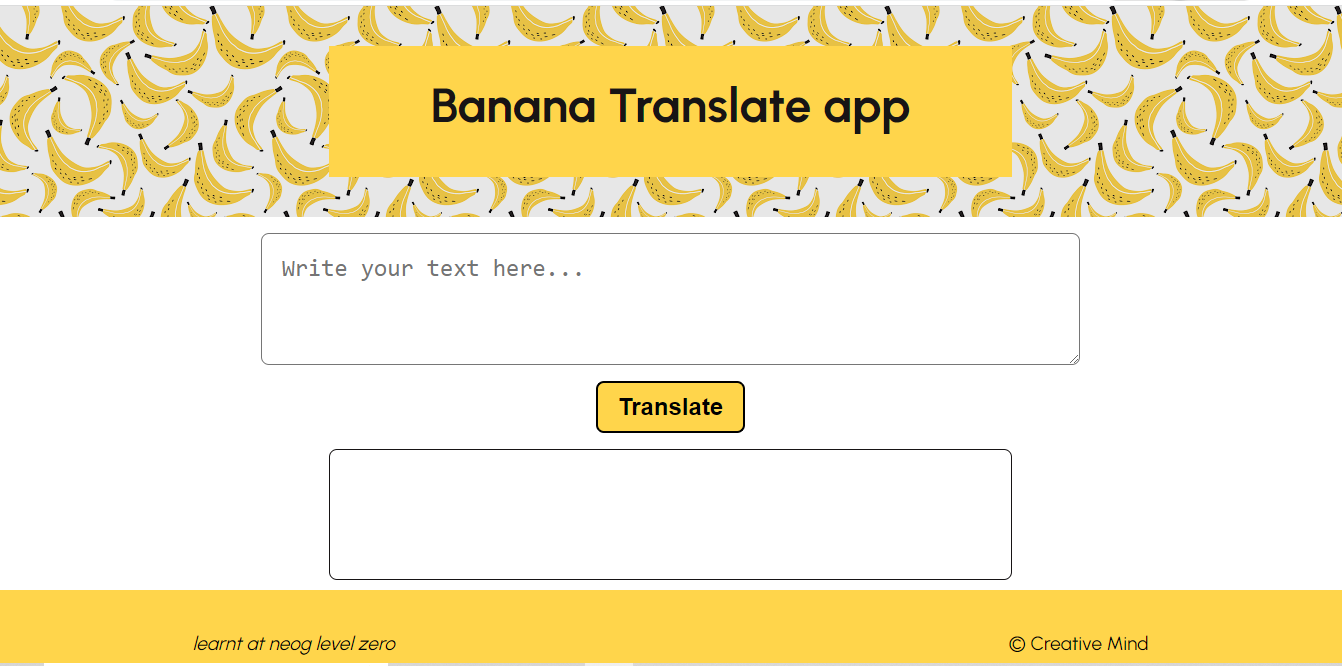 Banana Translate app
Write your text here...
Translate
learnt at neog level zero
© Creative Mind